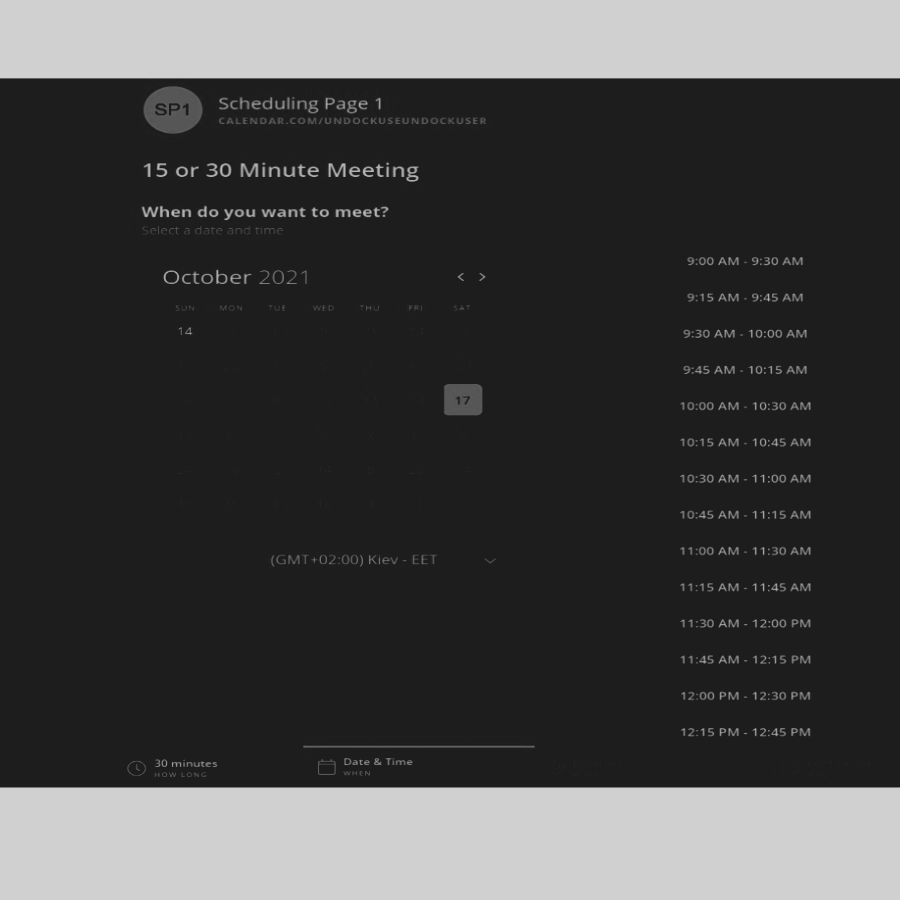 SP1
Scheduling Page 1
CALENDAR.COM/UNDOCKUSEUNDOCKUSER
15 or 30 Minute Meeting
When do you want to meet?
Select a date and time
October 2021
< >
SUN MON TUE WED THU FRI SAT
14
17
(GMT+02:00) Kiev - EET
9:00 AM - 9:30 AM
9:15 AM - 9:45 AM
9:30 AM - 10:00 AM
9:45 AM - 10:15 AM
10:00 AM - 10:30 AM
10:15 AM - 10:45 AM
10:30 AM - 11:00 AM
10:45 AM - 11:15 AM
11:00 AM - 11:30 AM
11:15 AM - 11:45 AM
11:30 AM - 12:00 PM
11:45 AM - 12:15 PM
12:00 PM - 12:30 PM
12:15 PM - 12:45 PM
30 minutes
HOW LONG
Date & Time
WHEN